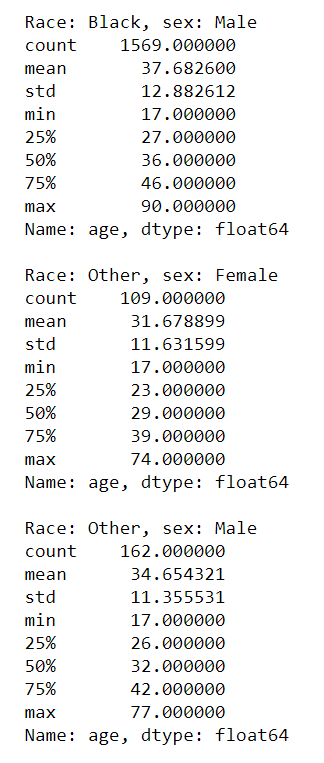 Race: Black, sex: Male
count    1569.000000
mean       37.682600
std        12.882612
min        17.000000
25%        27.000000
50%        36.000000
75%        46.000000
max        90.000000
Name: age, dtype: float64

Race: Other, sex: Female
count    109.000000
mean      31.678899
std       11.631599
min       17.000000
25%       23.000000
50%       29.000000
75%       39.000000
max       74.000000
Name: age, dtype: float64

Race: Other, sex: Male
count    162.000000
mean      34.654321
std       11.355531
min       17.000000
25%       26.000000
50%       32.000000
75%       42.000000
max       77.000000
Name: age, dtype: float64